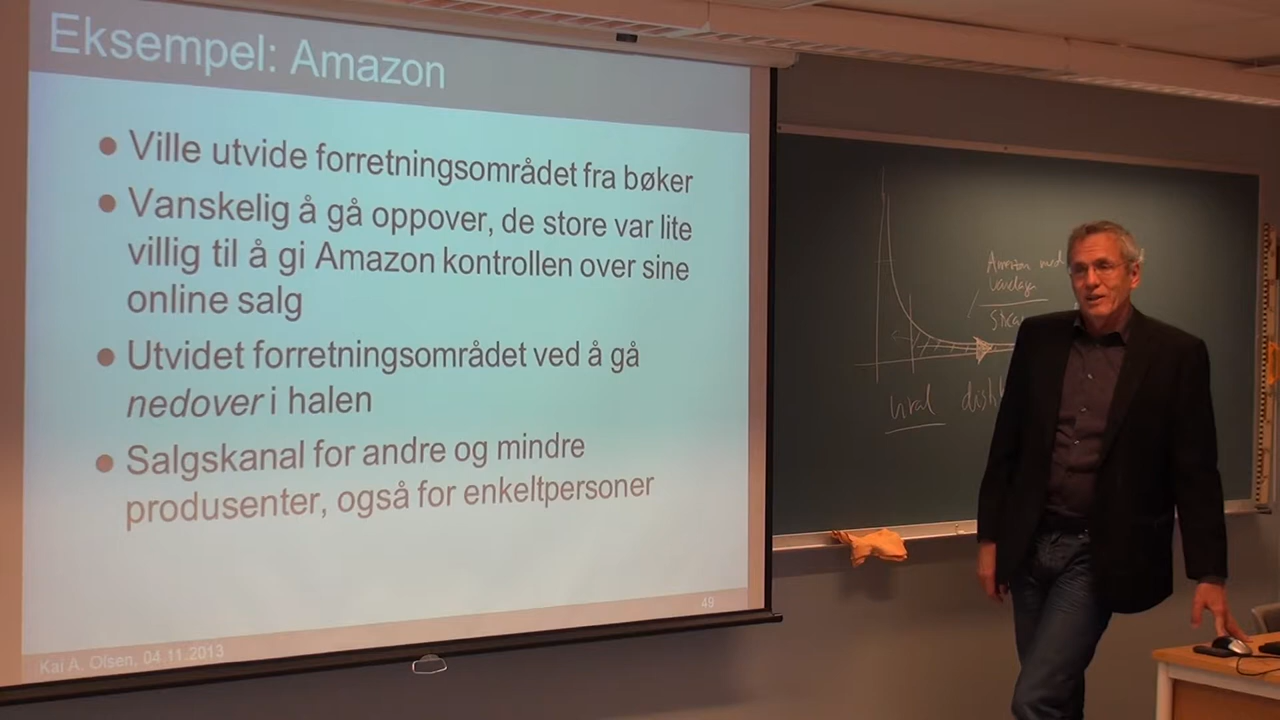 Eksempel: Amazon
Ville utvide forretningsområdet fra bøker
Vanskelig å gå oppover, de store var lite
villig til å gi Amazon kontrollen over sine
online salg
Utvidet forretningsområdet ved å gå
nedover i halen
Salgskanal for andre og mindre
produsenter, også for enkeltpersoner
49
Kai A. Olsen, 04.11.2013
Amazon med